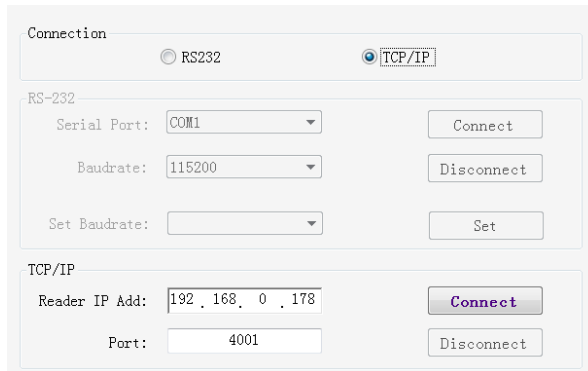 Connection
RS232 TCP/IP
RS-232
Serial Port: COM1 Connect
Baudrate: 115200 Disconnect
Set Baudrate: Set
TCP/IP
Reader IP Add: 192 . 168 . 0 . 178 Connect
Port: 4001 Disconnect